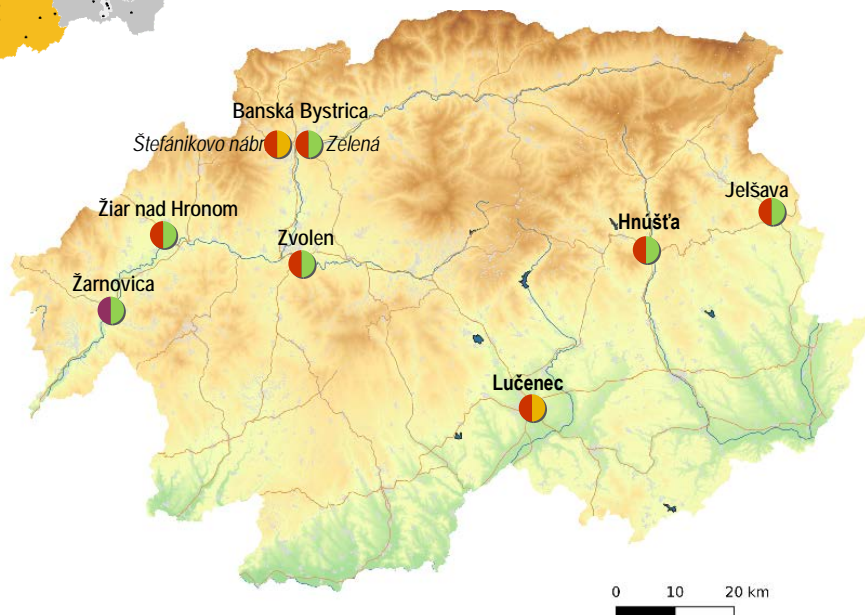 Banská Bystrica
Štefánikovo nábr
Zelená
Jelšava
Žiar nad Hronom
Hnúšťa
Zvolen
Žarnovica
Lučenec
0 10 20 km